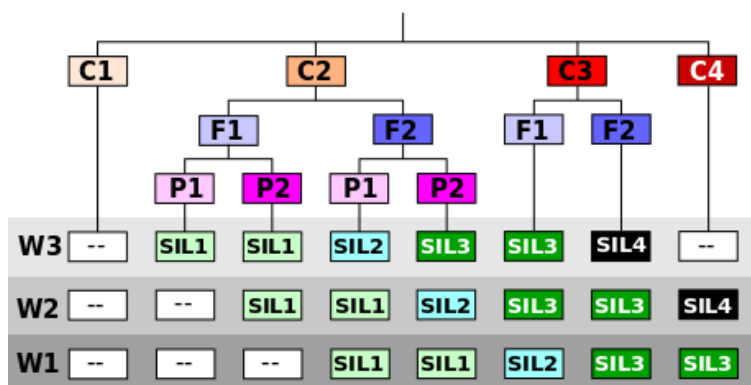 C1 C2 C3 C4
F1 F2 F1 F2
P1 P2 P1 P2
W3 -- SIL1 SIL1 SIL2 SIL3 SIL3 SIL4 --
W2 -- -- SIL1 SIL1 SIL2 SIL3 SIL3 SIL4
W1 -- -- -- SIL1 SIL1 SIL2 SIL3 SIL3